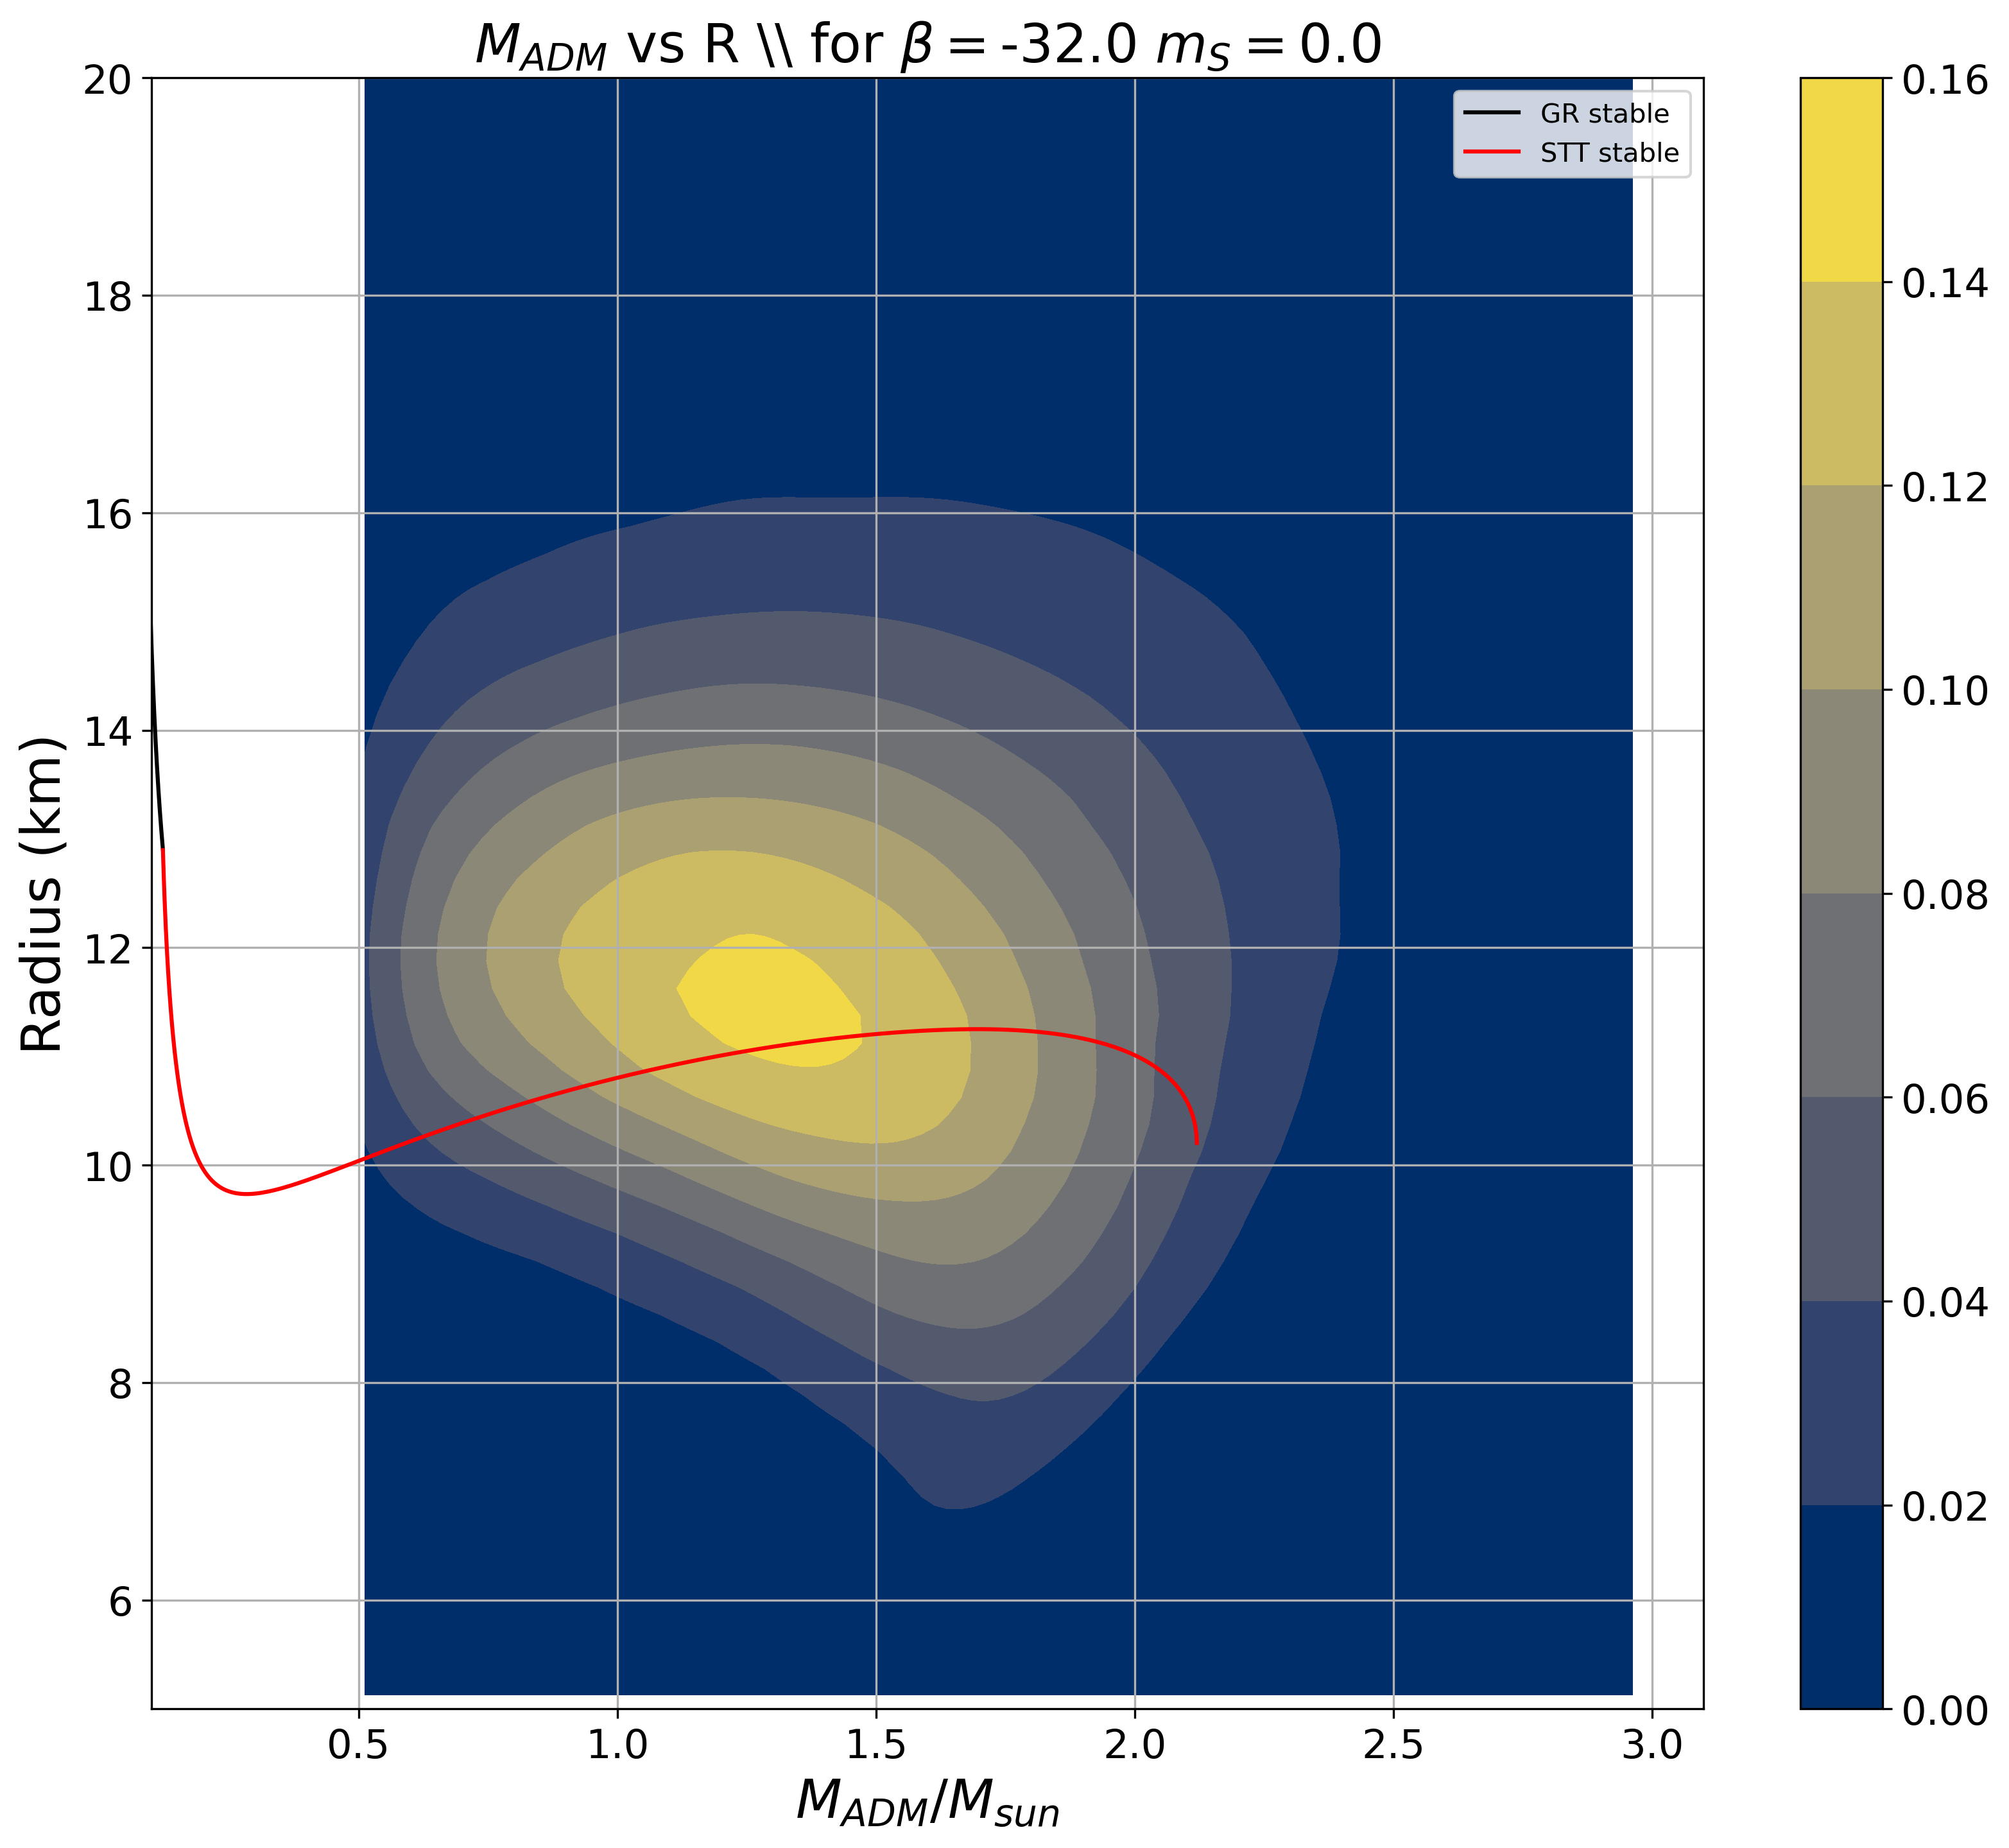 M_ADM vs R \\ for β = -32.0 m_S = 0.0
GR stable
STT stable
Radius (km)
20
18
16
14
12
10
8
6
0.5 1.0 1.5 2.0 2.5 3.0
M_ADM/M_sun
0.16
0.14
0.12
0.10
0.08
0.06
0.04
0.02
0.00